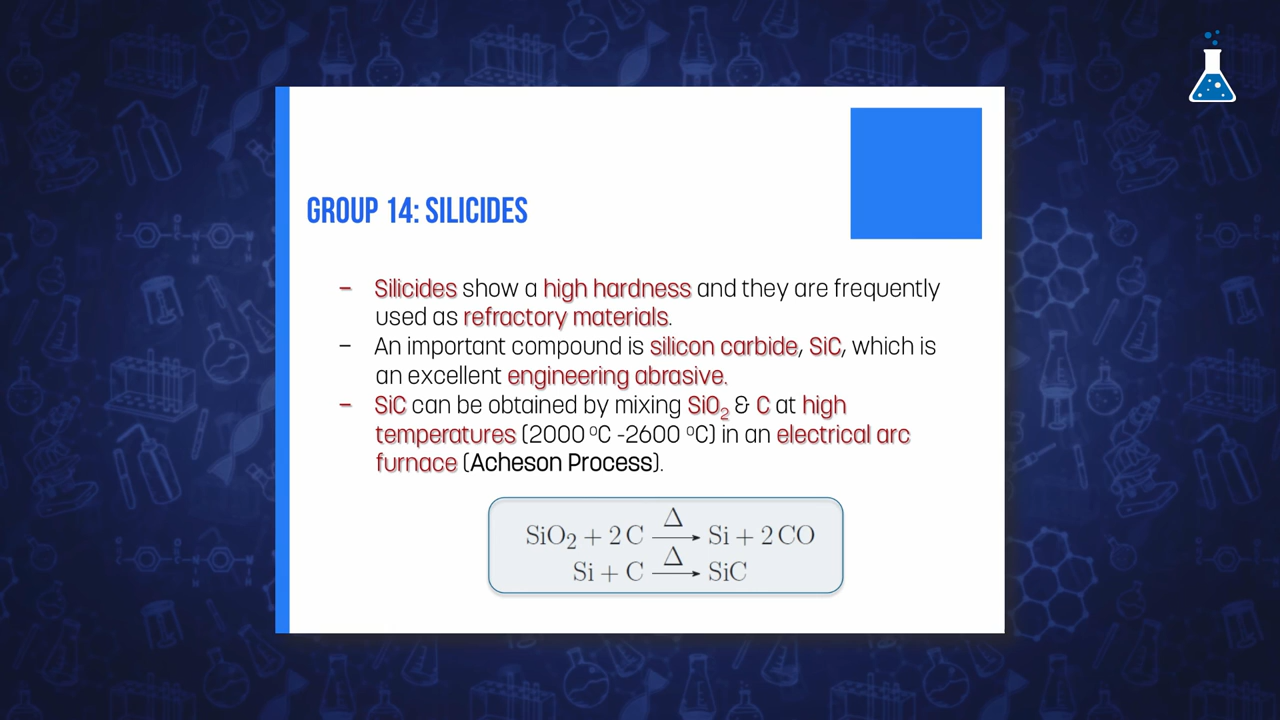 GROUP 14: SILICIDES
– Silicides show a high hardness and they are frequently
used as refractory materials.
– An important compound is silicon carbide, SiC, which is
an excellent engineering abrasive.
– SiC can be obtained by mixing SiO₂ & C at high
temperatures (2000 ºC -2600 ºC) in an electrical arc
furnace (Acheson Process).
SiO₂ + 2 C —Δ→ Si + 2 CO
Si + C —Δ→ SiC